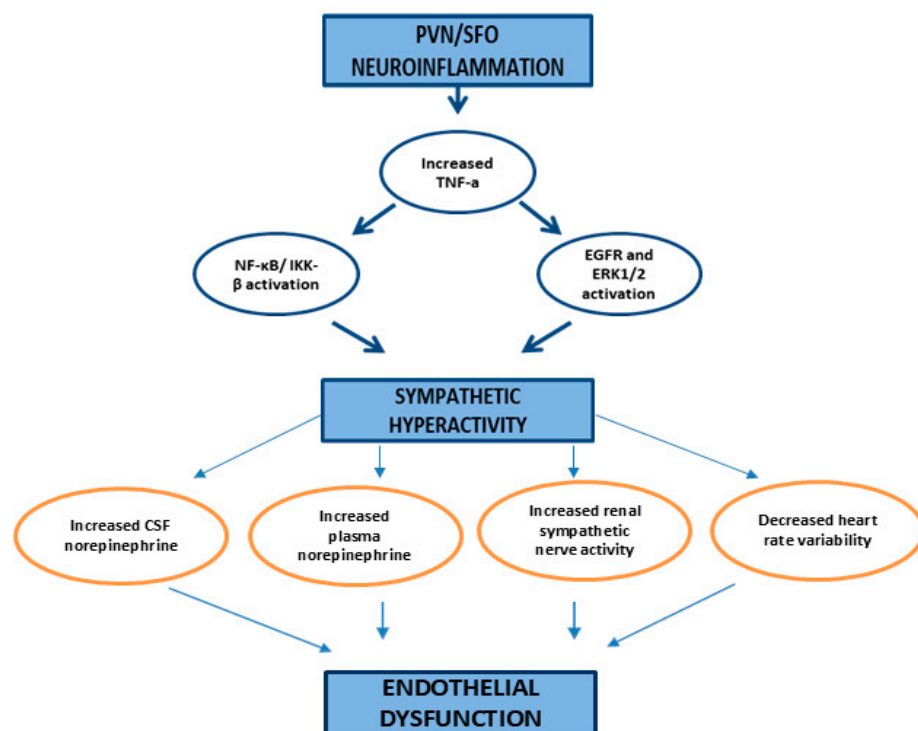 PVN/SFO
NEUROINFLAMMATION
Increased
TNF-a
NF-κB/ IKK-
β activation
EGFR and
ERK1/2
activation
SYMPATHETIC
HYPERACTIVITY
Increased CSF
norepinephrine
Increased
plasma
norepinephrine
Increased renal
sympathetic
nerve activity
Decreased heart
rate variability
ENDOTHELIAL
DYSFUNCTION